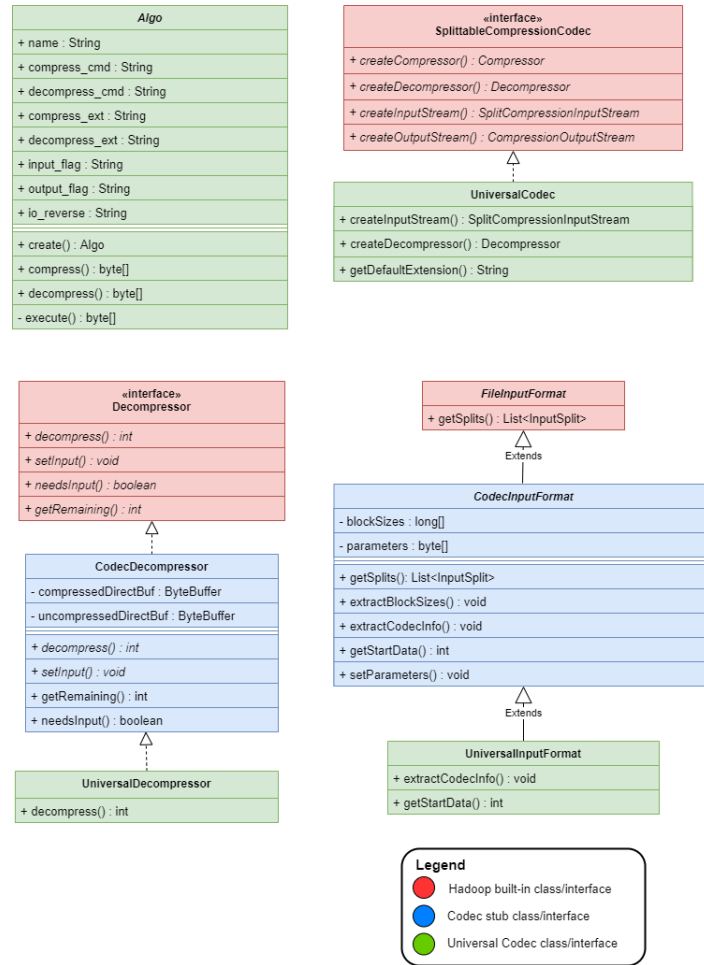 Algo
+ name : String
+ compress_cmd : String
+ decompress_cmd : String
+ compress_ext : String
+ decompress_ext : String
+ input_flag : String
+ output_flag : String
+ io_reverse : String
+ create() : Algo
+ compress() : byte[]
+ decompress() : byte[]
- execute() : byte[]
«interface»
SplittableCompressionCodec
+ createCompressor() : Compressor
+ createDecompressor() : Decompressor
+ createInputStream() : SplitCompressionInputStream
+ createOutputStream() : CompressionOutputStream
UniversalCodec
+ createInputStream() : SplitCompressionInputStream
+ createDecompressor() : Decompressor
+ getDefaultExtension() : String
«interface»
Decompressor
+ decompress() : int
+ setInput() : void
+ needsInput() : boolean
+ getRemaining() : int
CodecDecompressor
- compressedDirectBuf : ByteBuffer
- uncompressedDirectBuf : ByteBuffer
+ decompress() : int
+ setInput() : void
+ getRemaining() : int
+ needsInput() : boolean
UniversalDecompressor
+ decompress() : int
FileInputFormat
+ getSplits() : List<InputSplit>
Extends
CodecInputFormat
- blockSizes : long[]
- parameters : byte[]
+ getSplits(): List<InputSplit>
+ extractBlockSizes() : void
+ extractCodecInfo() : void
+ getStartData() : int
+ setParameters() : void
Extends
UniversalInputFormat
+ extractCodecInfo() : void
+ getStartData() : int
Legend
Hadoop built-in class/interface
Codec stub class/interface
Universal Codec class/interface